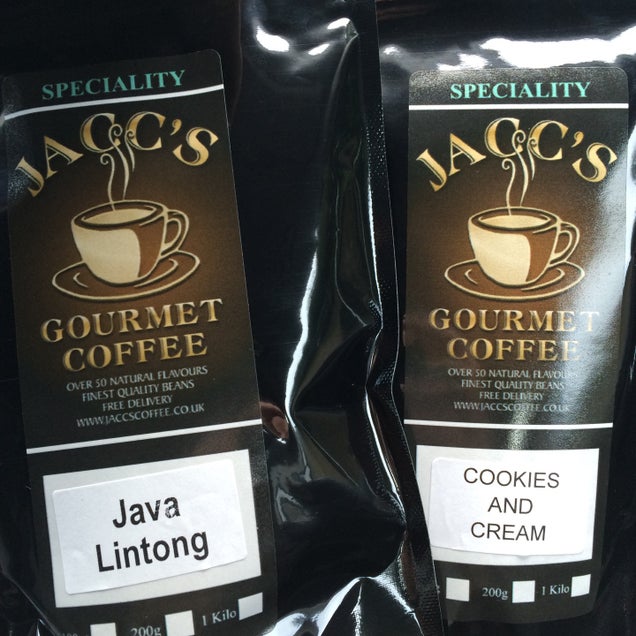 SPECIALITY
JACC'S
GOURMET
COFFEE
OVER 50 NATURAL FLAVOURS
FINEST QUALITY BEANS
FREE DELIVERY
WWW.JACCSCOFFEE.CO.UK
Java
Lintong
200g
1 Kilo
SPECIALITY
JACC'S
GOURMET
COFFEE
OVER 50 NATURAL FLAVOURS
FINEST QUALITY BEANS
FREE DELIVERY
WWW.JACCSCOFFEE.CO.UK
COOKIES
AND
CREAM
200g
1 Kilo